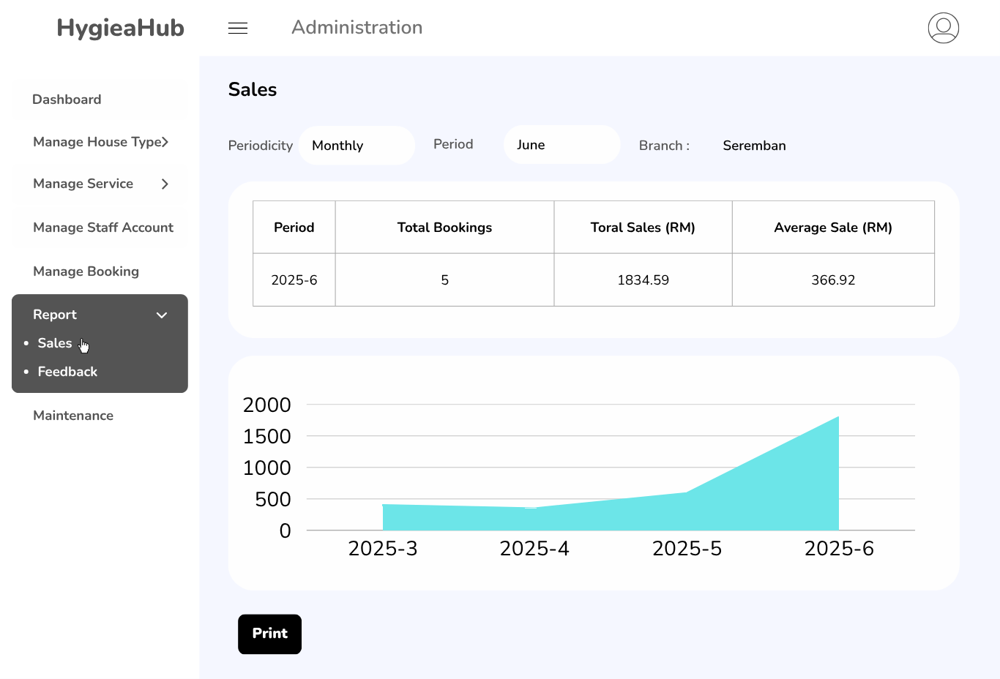 HygieaHub
Administration
Dashboard
Manage House Type
Manage Service
Manage Staff Account
Manage Booking
Report
• Sales
• Feedback
Maintenance
Sales
Periodicity Monthly Period June Branch : Seremban
Period Total Bookings Toral Sales (RM) Average Sale (RM)
2025-6 5 1834.59 366.92
2000
1500
1000
500
0
2025-3 2025-4 2025-5 2025-6
Print